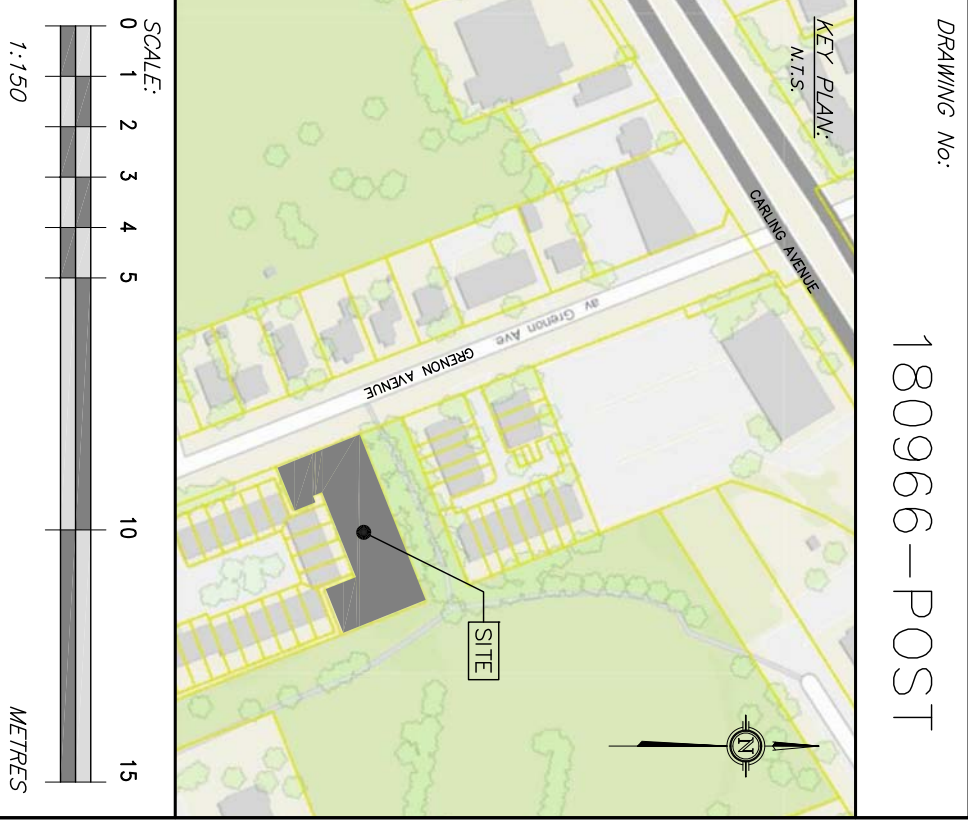 DRAWING No:
180966-POST
KEY PLAN:
N.T.S.
CARLING AVENUE
av Grenon Ave
GRENON AVENUE
SITE
N
SCALE:
0 1 2 3 4 5 10 15
1:150
METRES